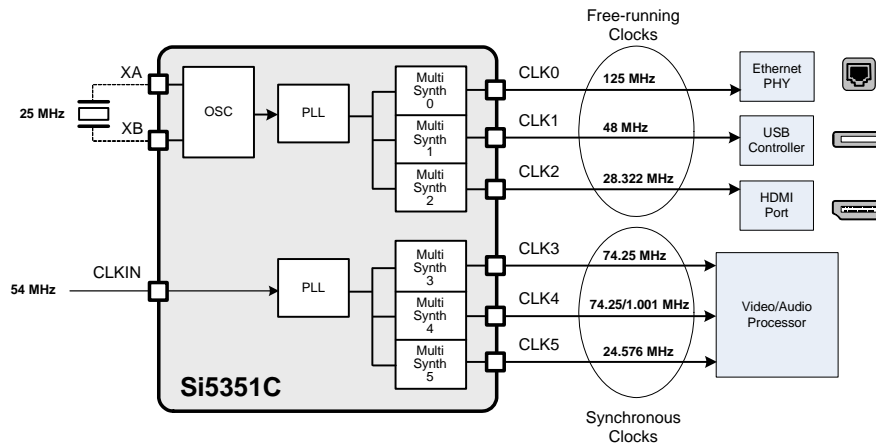 Free-running
Clocks
XA
25 MHz
XB
OSC
PLL
Multi
Synth
0
Multi
Synth
1
Multi
Synth
2
CLK0
125 MHz
CLK1
48 MHz
CLK2
28.322 MHz
Ethernet
PHY
USB
Controller
HDMI
Port
CLKIN
54 MHz
PLL
Multi
Synth
3
Multi
Synth
4
Multi
Synth
5
CLK3
74.25 MHz
CLK4
74.25/1.001 MHz
CLK5
24.576 MHz
Video/Audio
Processor
Si5351C
Synchronous
Clocks